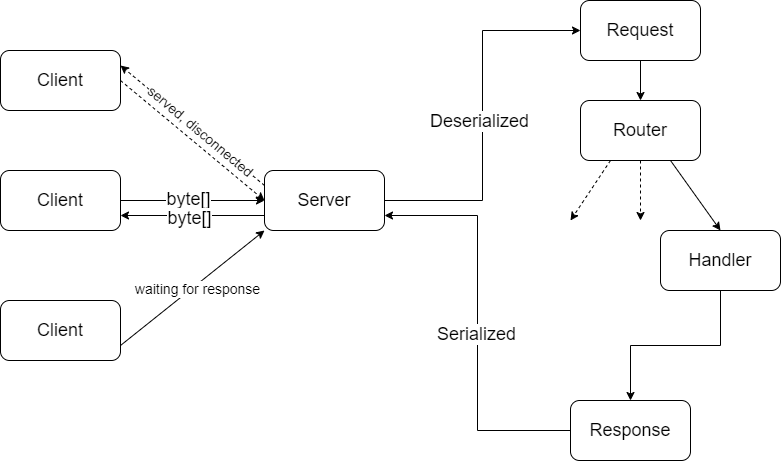 Request
Client
served, disconnected
Deserialized
Router
Client
byte[]
byte[]
Server
Handler
waiting for response
Client
Serialized
Response